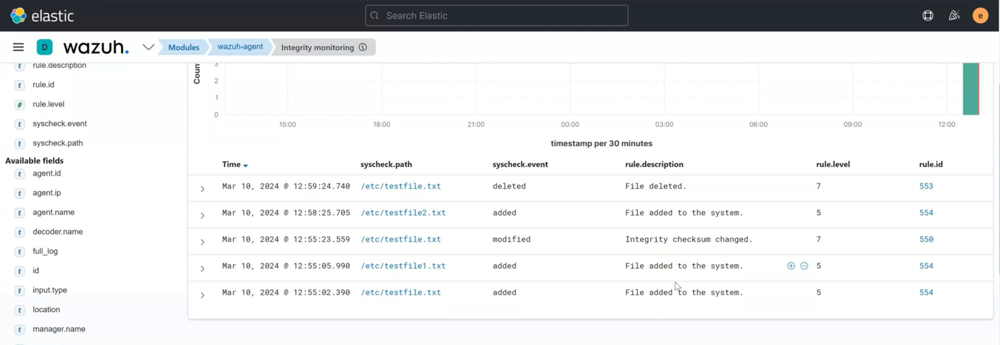 elastic
Search Elastic
e
D
wazuh.
Modules
wazuh-agent
Integrity monitoring
t rule.description
t rule.id
# rule.level
t syscheck.event
t syscheck.path
Available fields
t agent.id
t agent.ip
t agent.name
t decoder.name
t full_log
t id
t input.type
t location
t manager.name
3
2
1
0
15:00 18:00 21:00 00:00 03:00 06:00 09:00 12:00
timestamp per 30 minutes
Time syscheck.path syscheck.event rule.description rule.level rule.id
Mar 10, 2024 @ 12:59:24.740 /etc/testfile.txt deleted File deleted. 7 553
Mar 10, 2024 @ 12:58:25.705 /etc/testfile2.txt added File added to the system. 5 554
Mar 10, 2024 @ 12:55:23.559 /etc/testfile.txt modified Integrity checksum changed. 7 550
Mar 10, 2024 @ 12:55:05.990 /etc/testfile1.txt added File added to the system. 5 554
Mar 10, 2024 @ 12:55:02.390 /etc/testfile.txt added File added to the system. 5 554